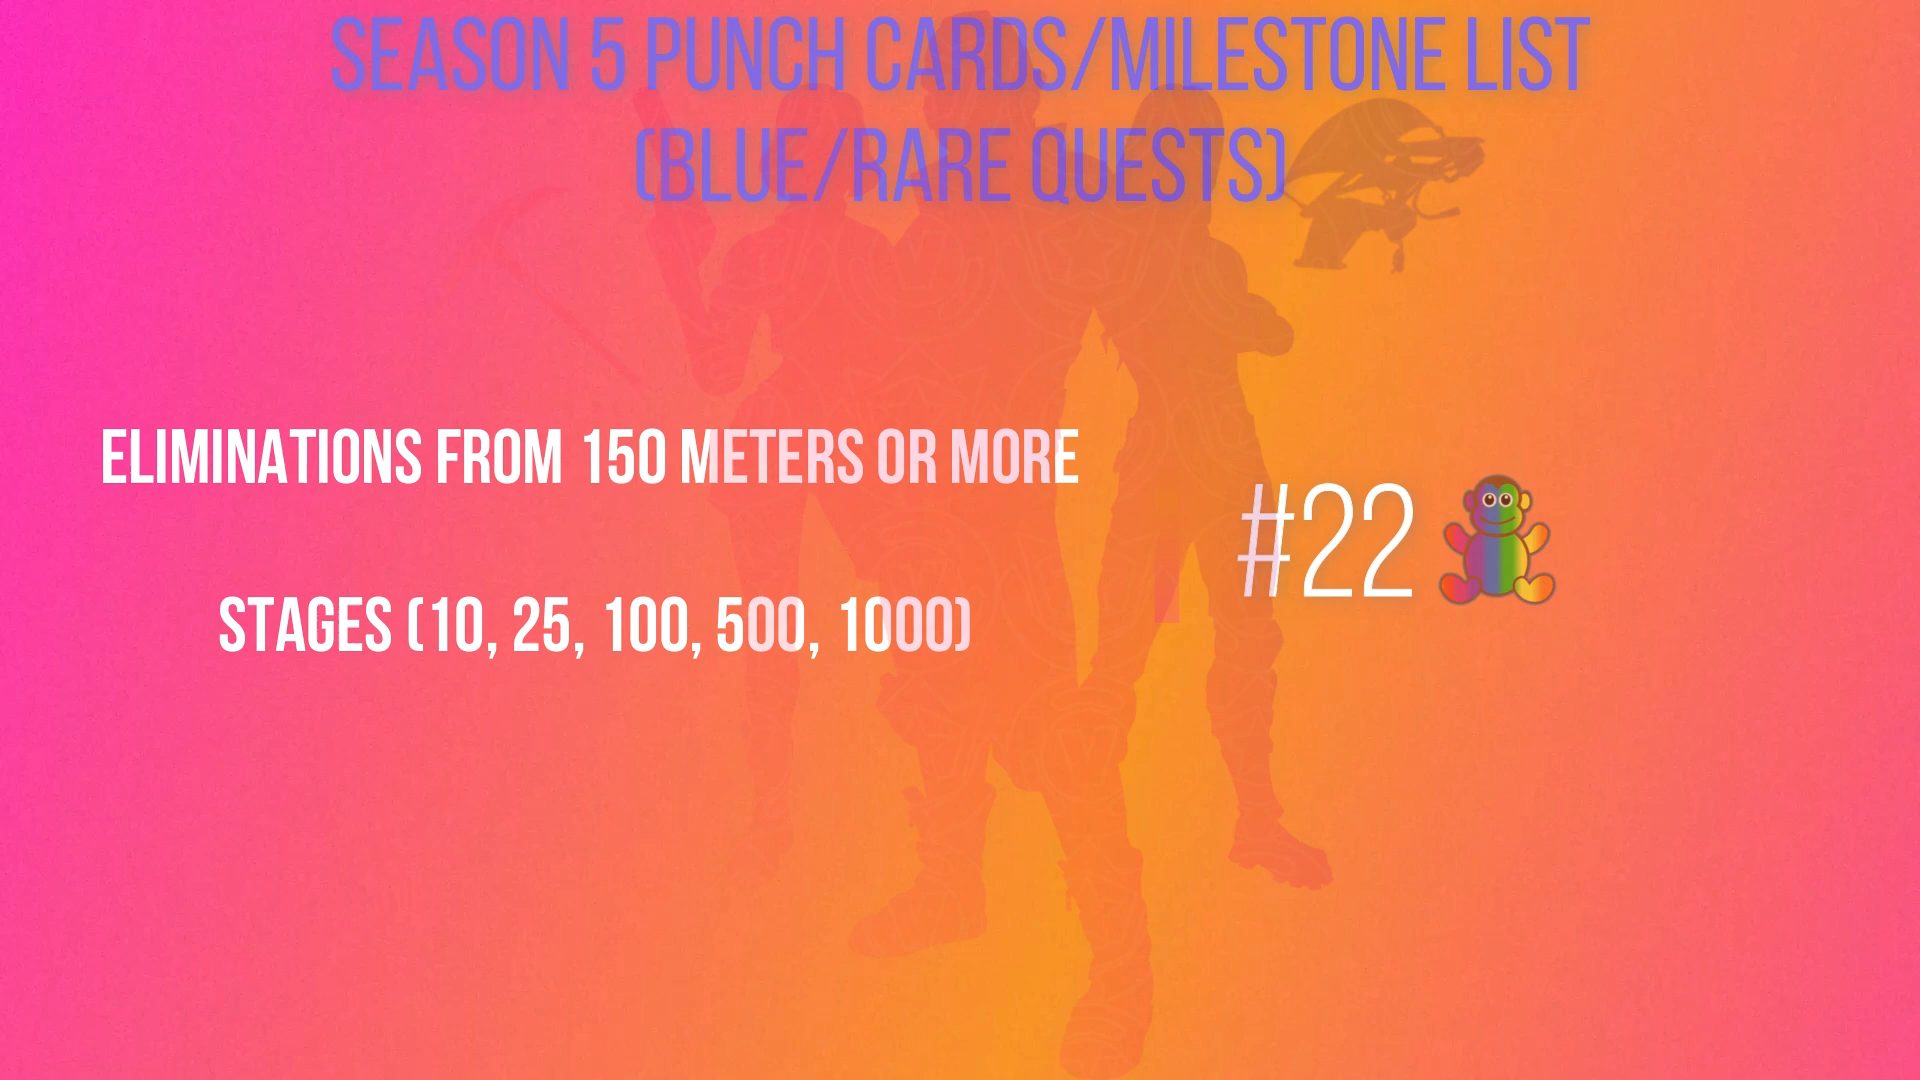 SEASON 5 PUNCH CARDS/MILESTONE LIST
(BLUE/RARE QUESTS)
ELIMINATIONS FROM 150 METERS OR MORE
#22
STAGES (10, 25, 100, 500, 1000)